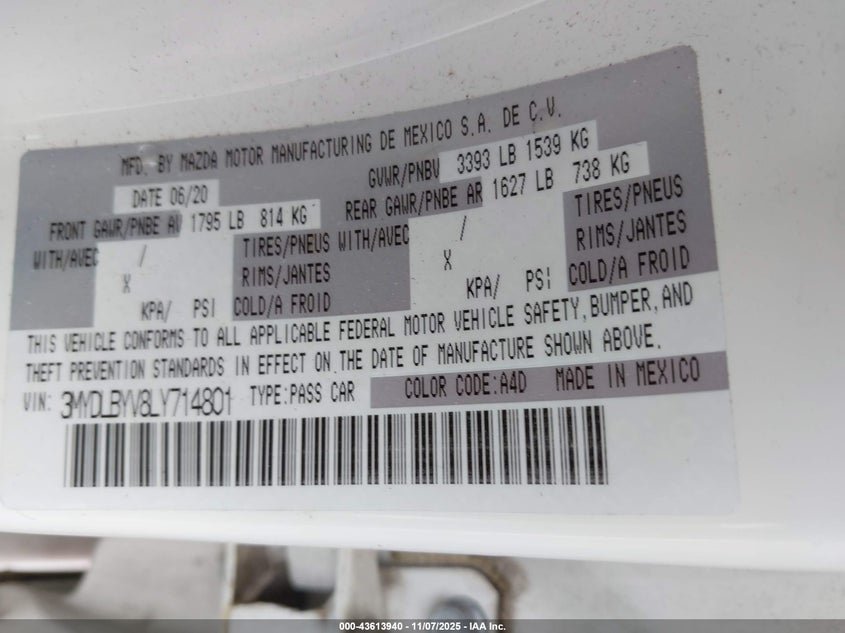 MFD. BY MAZDA MOTOR MANUFACTURING DE MEXICO S.A. DE C.V.
DATE 06/20 GVWR/PNBV 3393 LB 1539 KG
FRONT GAWR/PNBE AV 1795 LB 814 KG REAR GAWR/PNBE AR 1627 LB 738 KG
WITH/AVEC / TIRES/PNEUS WITH/AVEC / TIRES/PNEUS
X RIMS/JANTES X RIMS/JANTES
KPA/ PSI COLD/A FROID KPA/ PSI COLD/A FROID
THIS VEHICLE CONFORMS TO ALL APPLICABLE FEDERAL MOTOR VEHICLE SAFETY, BUMPER, AND
THEFT PREVENTION STANDARDS IN EFFECT ON THE DATE OF MANUFACTURE SHOWN ABOVE.
VIN: 3MYDLBYV8LY714801 TYPE:PASS CAR COLOR CODE:A4D MADE IN MEXICO
000-43613940 - 11/07/2025 - IAA Inc.